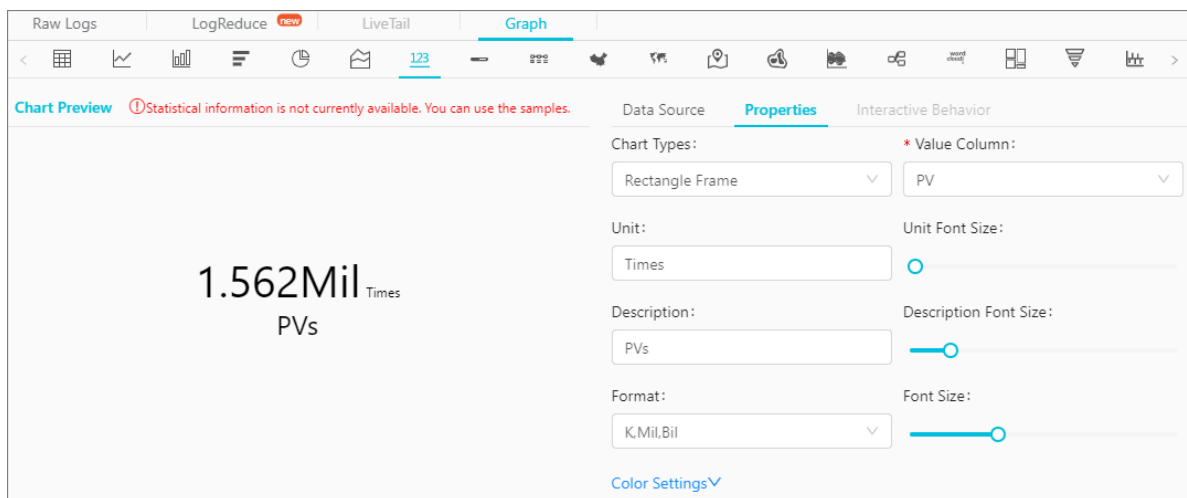 Raw Logs LogReduce new LiveTail Graph
123 word cloud
Chart Preview Statistical information is not currently available. You can use the samples.
Data Source Properties Interactive Behavior
Chart Types: * Value Column:
Rectangle Frame PV
Unit: Unit Font Size:
Times
1.562Mil Times
PVs
Description: Description Font Size:
PVs
Format: Font Size:
K,Mil,Bil
Color Settings